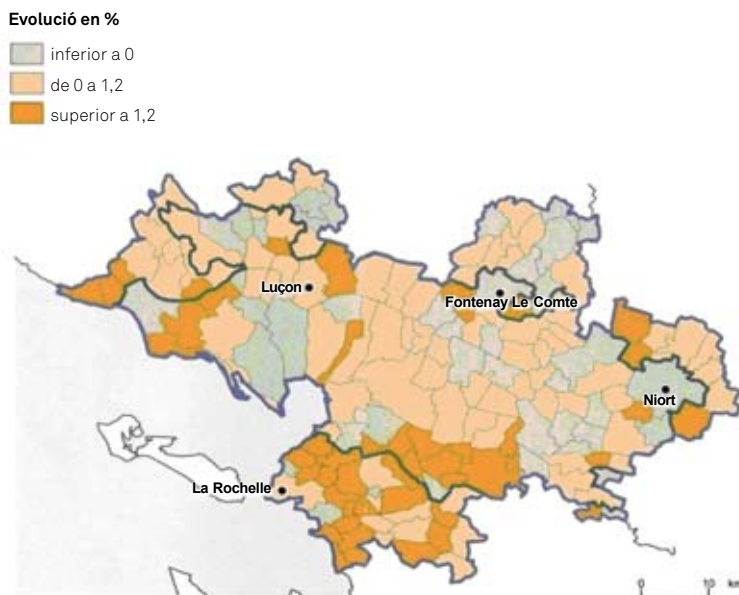 Evolució en %
inferior a 0
de 0 a 1,2
superior a 1,2
Luçon
Fontenay Le Comte
Niort
La Rochelle
0 10 km